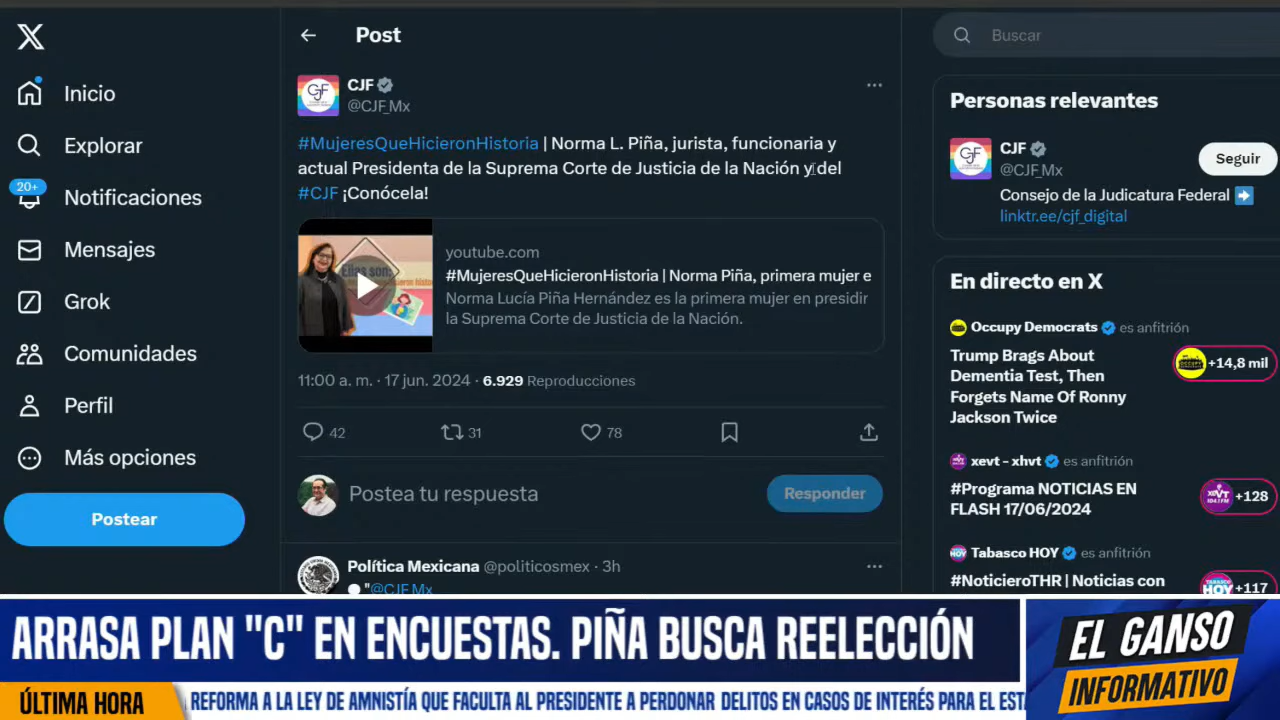 Inicio
Explorar
20+
Notificaciones
Mensajes
Grok
Comunidades
Perfil
Más opciones
Postear
Post
CJF
@CJF_Mx
#MujeresQueHicieronHistoria | Norma L. Piña, jurista, funcionaria y
actual Presidenta de la Suprema Corte de Justicia de la Nación y del
#CJF ¡Conócela!
youtube.com
#MujeresQueHicieronHistoria | Norma Piña, primera mujer e
Norma Lucía Piña Hernández es la primera mujer en presidir
la Suprema Corte de Justicia de la Nación.
11:00 a. m. · 17 jun. 2024 · 6.929 Reproducciones
42
31
78
Postea tu respuesta
Responder
Política Mexicana @politicosmex · 3h
"@CJF_Mx
Buscar
Personas relevantes
CJF
@CJF_Mx
Seguir
Consejo de la Judicatura Federal
linktr.ee/cjf_digital
En directo en X
Occupy Democrats es anfitrión
Trump Brags About
Dementia Test, Then
Forgets Name Of Ronny
Jackson Twice
+14,8 mil
xevt - xhvt es anfitrión
#Programa NOTICIAS EN
FLASH 17/06/2024
+128
Tabasco HOY es anfitrión
#NoticieroTHR | Noticias con
+117
ARRASA PLAN "C" EN ENCUESTAS. PIÑA BUSCA REELECCIÓN
EL GANSO
INFORMATIVO
ÚLTIMA HORA
REFORMA A LA LEY DE AMNISTÍA QUE FACULTA AL PRESIDENTE A PERDONAR DELITOS EN CASOS DE INTERÉS PARA EL